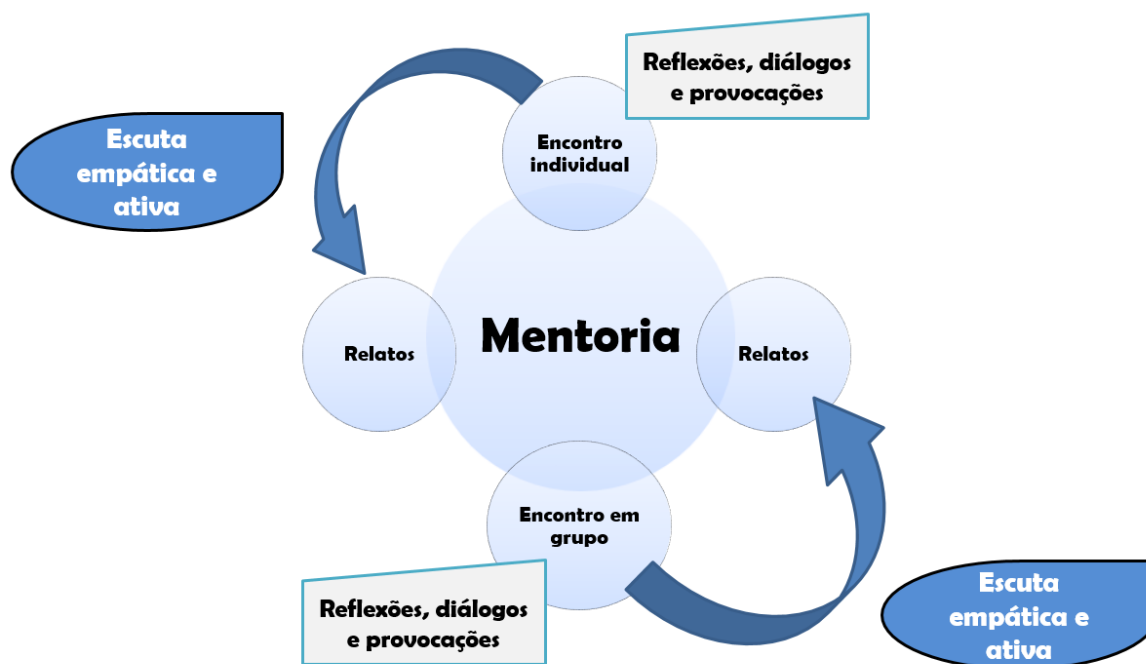 Reflexões, diálogos
e provocações
Escuta
empática e
ativa
Encontro
individual
Relatos
Mentoria
Relatos
Encontro em
grupo
Reflexões, diálogos
e provocações
Escuta
empática e
ativa